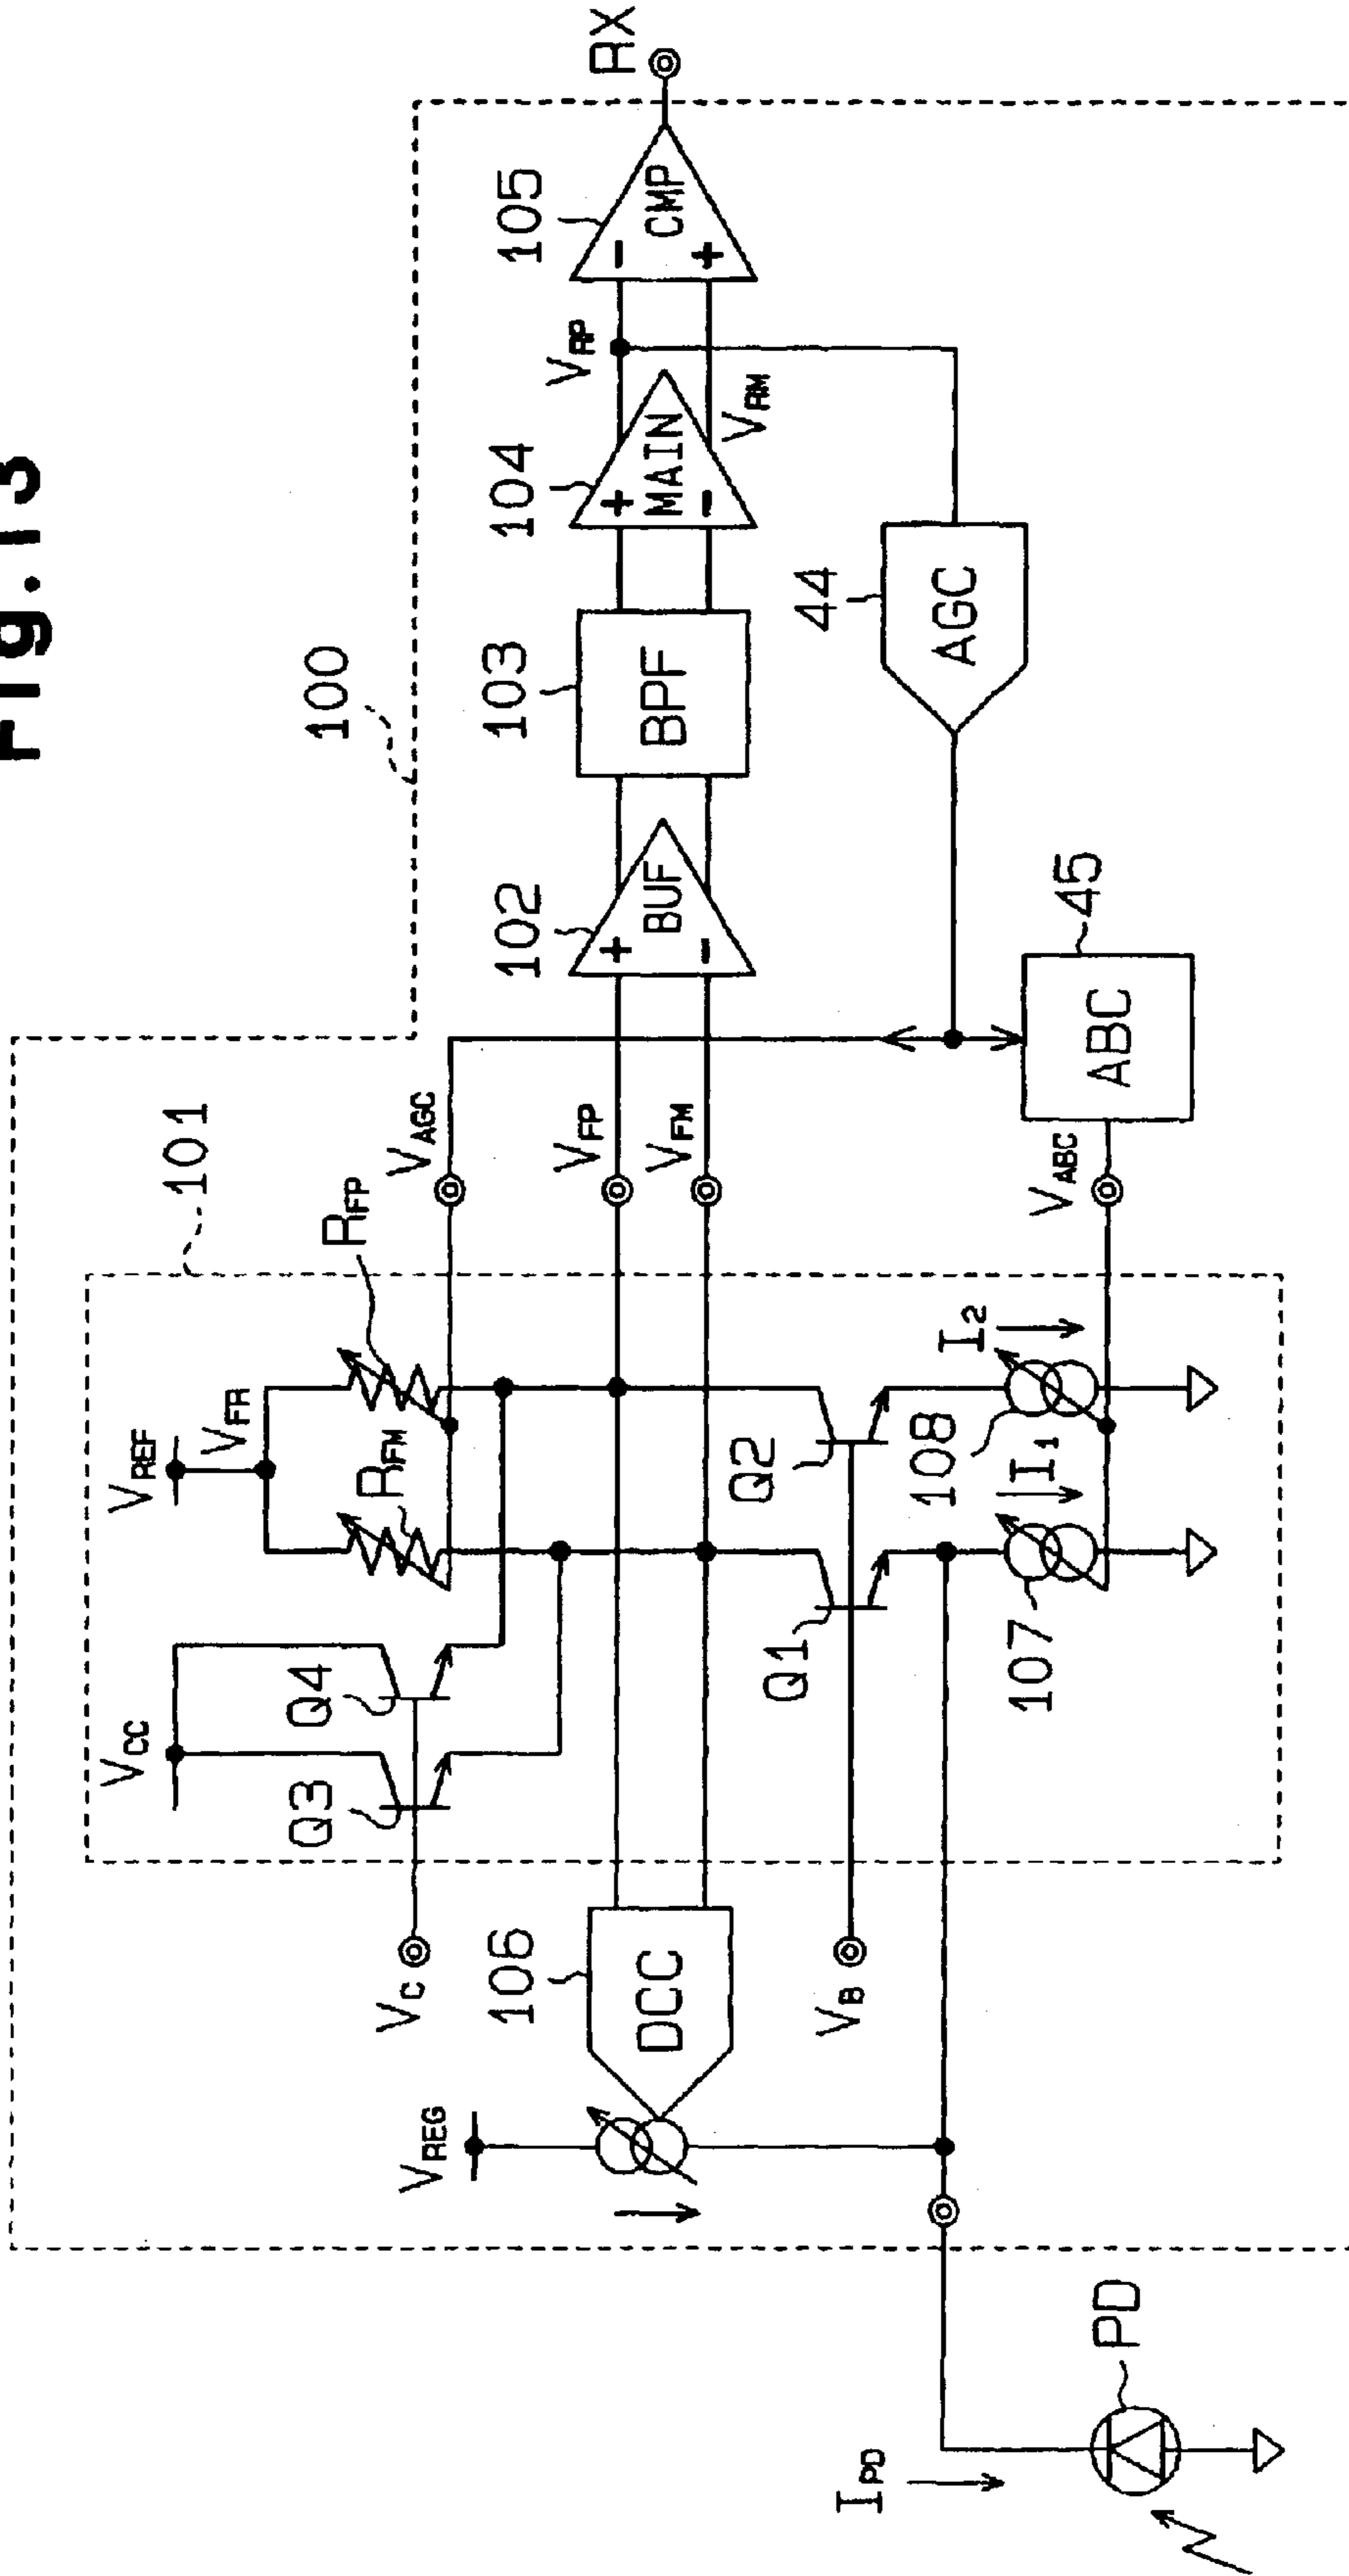 Fig.13
100
101
VREF
VFR
RFP
RFM
VCC
Q3
Q4
VC
VAGC
VFP
VFM
102
BUF
+
-
103
BPF
104
MAIN
+
-
VRP
VRM
105
CMP
-
+
RX
44
AGC
45
ABC
VABC
106
DCC
VREG
VB
Q1
Q2
107
108
I1
I2
IPD
PD